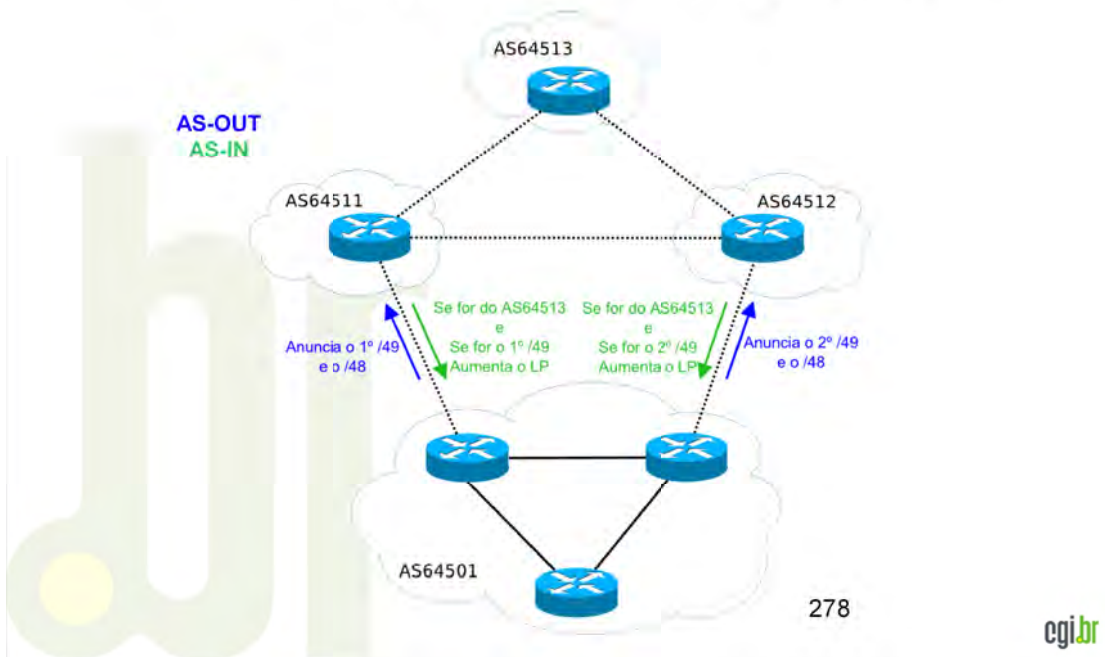 AS64513
AS-OUT
AS-IN
AS64511
AS64512
Se for do AS64513
e
Se for o 1º /49
Aumenta o LP
Se for do AS64513
e
Se for o 2º /49
Aumenta o LP
Anuncia o 1º /49
e o /48
Anuncia o 2º /49
e o /48
AS64501
278
cgi.br